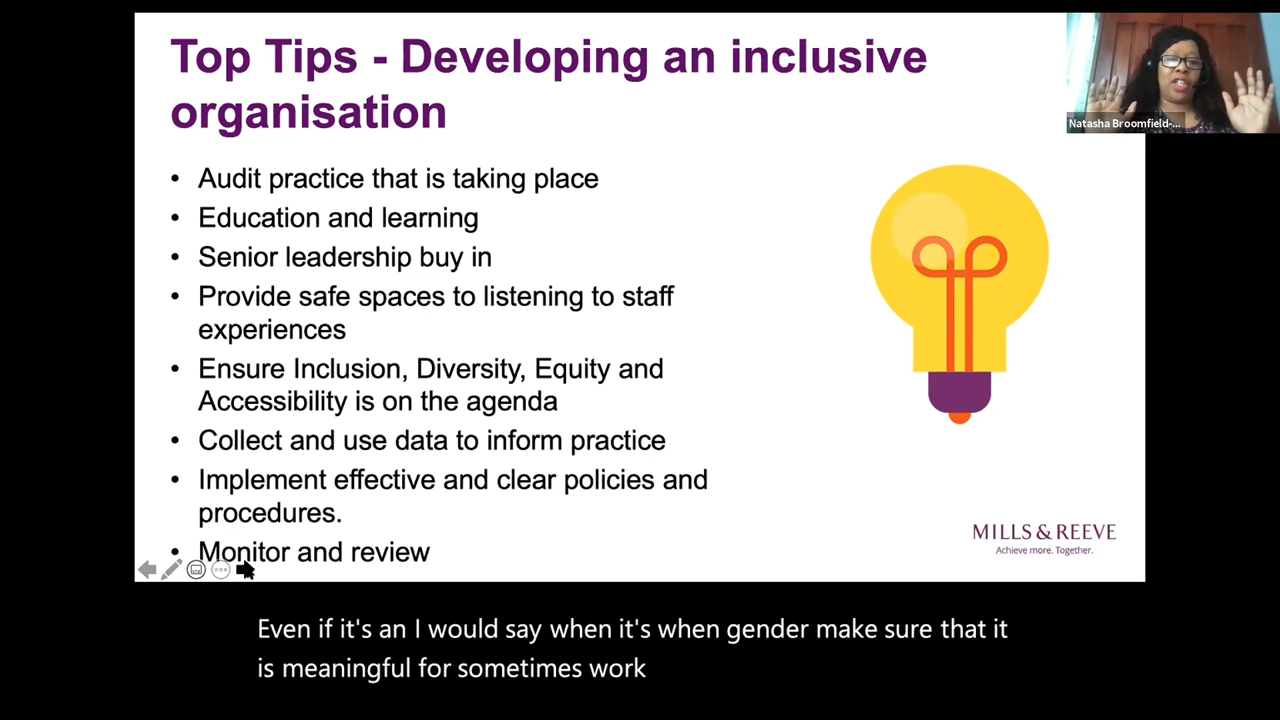 Top Tips - Developing an inclusive
organisation
• Audit practice that is taking place
• Education and learning
• Senior leadership buy in
• Provide safe spaces to listening to staff
experiences
• Ensure Inclusion, Diversity, Equity and
Accessibility is on the agenda
• Collect and use data to inform practice
• Implement effective and clear policies and
procedures.
• Monitor and review
Natasha Broomfield-...
MILLS & REEVE
Achieve more. Together.
Even if it's an I would say when it's when gender make sure that it
is meaningful for sometimes work